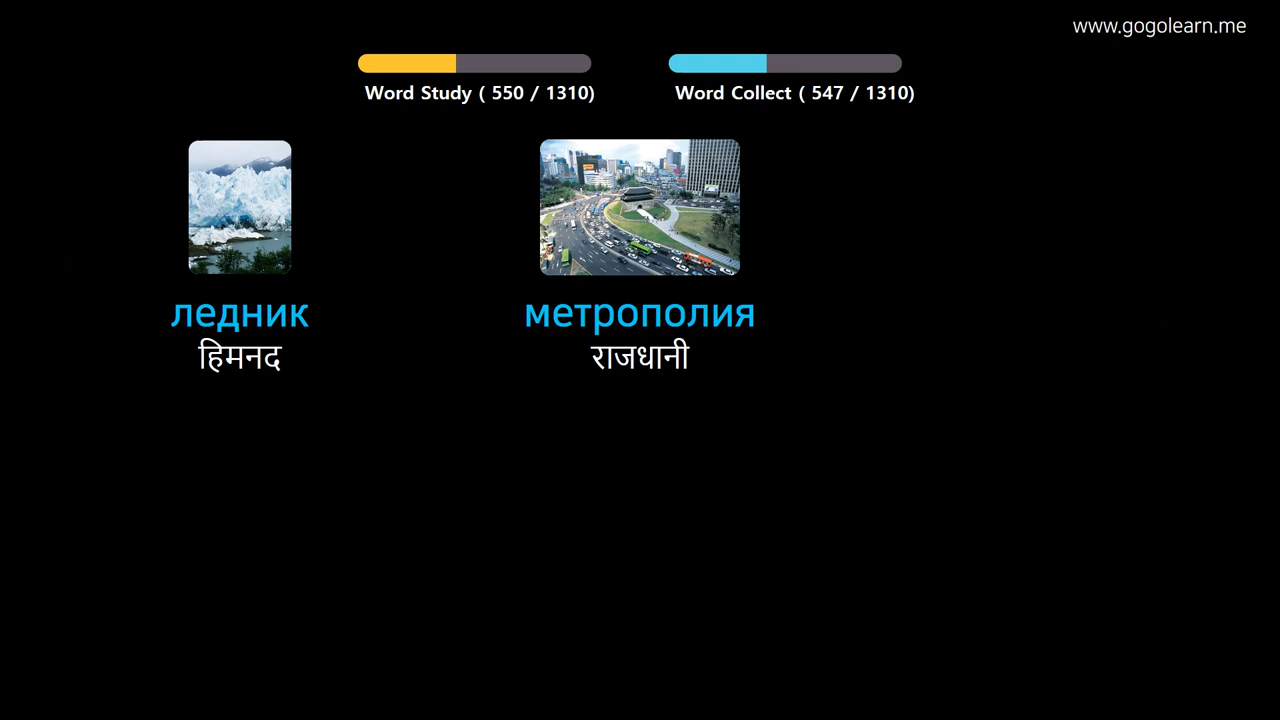 www.gogolearn.me
Word Study ( 550 / 1310)
Word Collect ( 547 / 1310)
ледник
метрополия
हिमनद
राजधानी